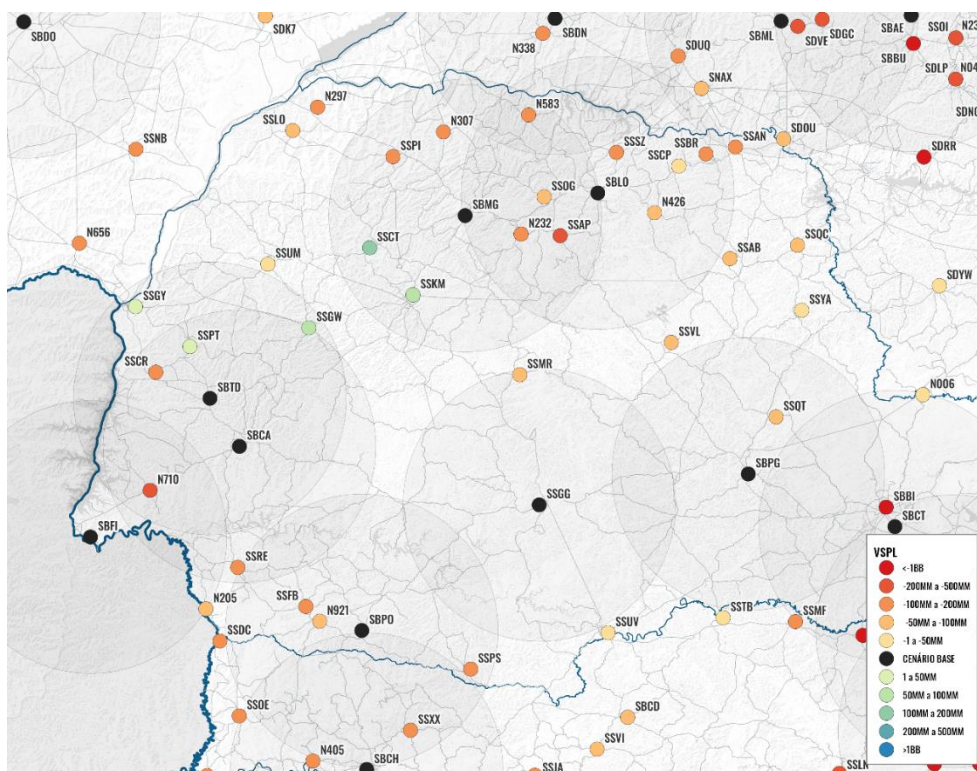 SBDO
SDK7
N338
SBDN
SDUQ
SBML
SDVE
SDGC
SBAE
SSOI
N23
SBBU
SDLP
N04
SNAX
SDNC
SSNB
SSLO
N297
SSPI
N307
N583
SSSZ
SSCP
SSBR
SSAN
SDOU
SDRR
SBMG
SSOG
SBLO
N426
N656
SSUM
SSCT
N232
SSAP
SSAB
SSQC
SSGY
SSKM
SDYW
SSPT
SSGW
SSVL
SSYA
SSCR
SSMR
N006
SBTD
SSQT
SBCA
SBPG
N710
SSGG
SBBI
SBCT
SBFI
SSRE
N205
SSFB
N921
SBPO
SSUV
SSTB
SSMF
SSDC
SSPS
SSOE
SSXX
SBCD
SSVI
N405
SBCH
SSJA
SSLN
VSPL
<-1BB
-200MM a -500MM
-100MM a -200MM
-50MM a -100MM
-1 a -50MM
CENÁRIO BASE
1 a 50MM
50MM a 100MM
100MM a 200MM
200MM a 500MM
>1BB